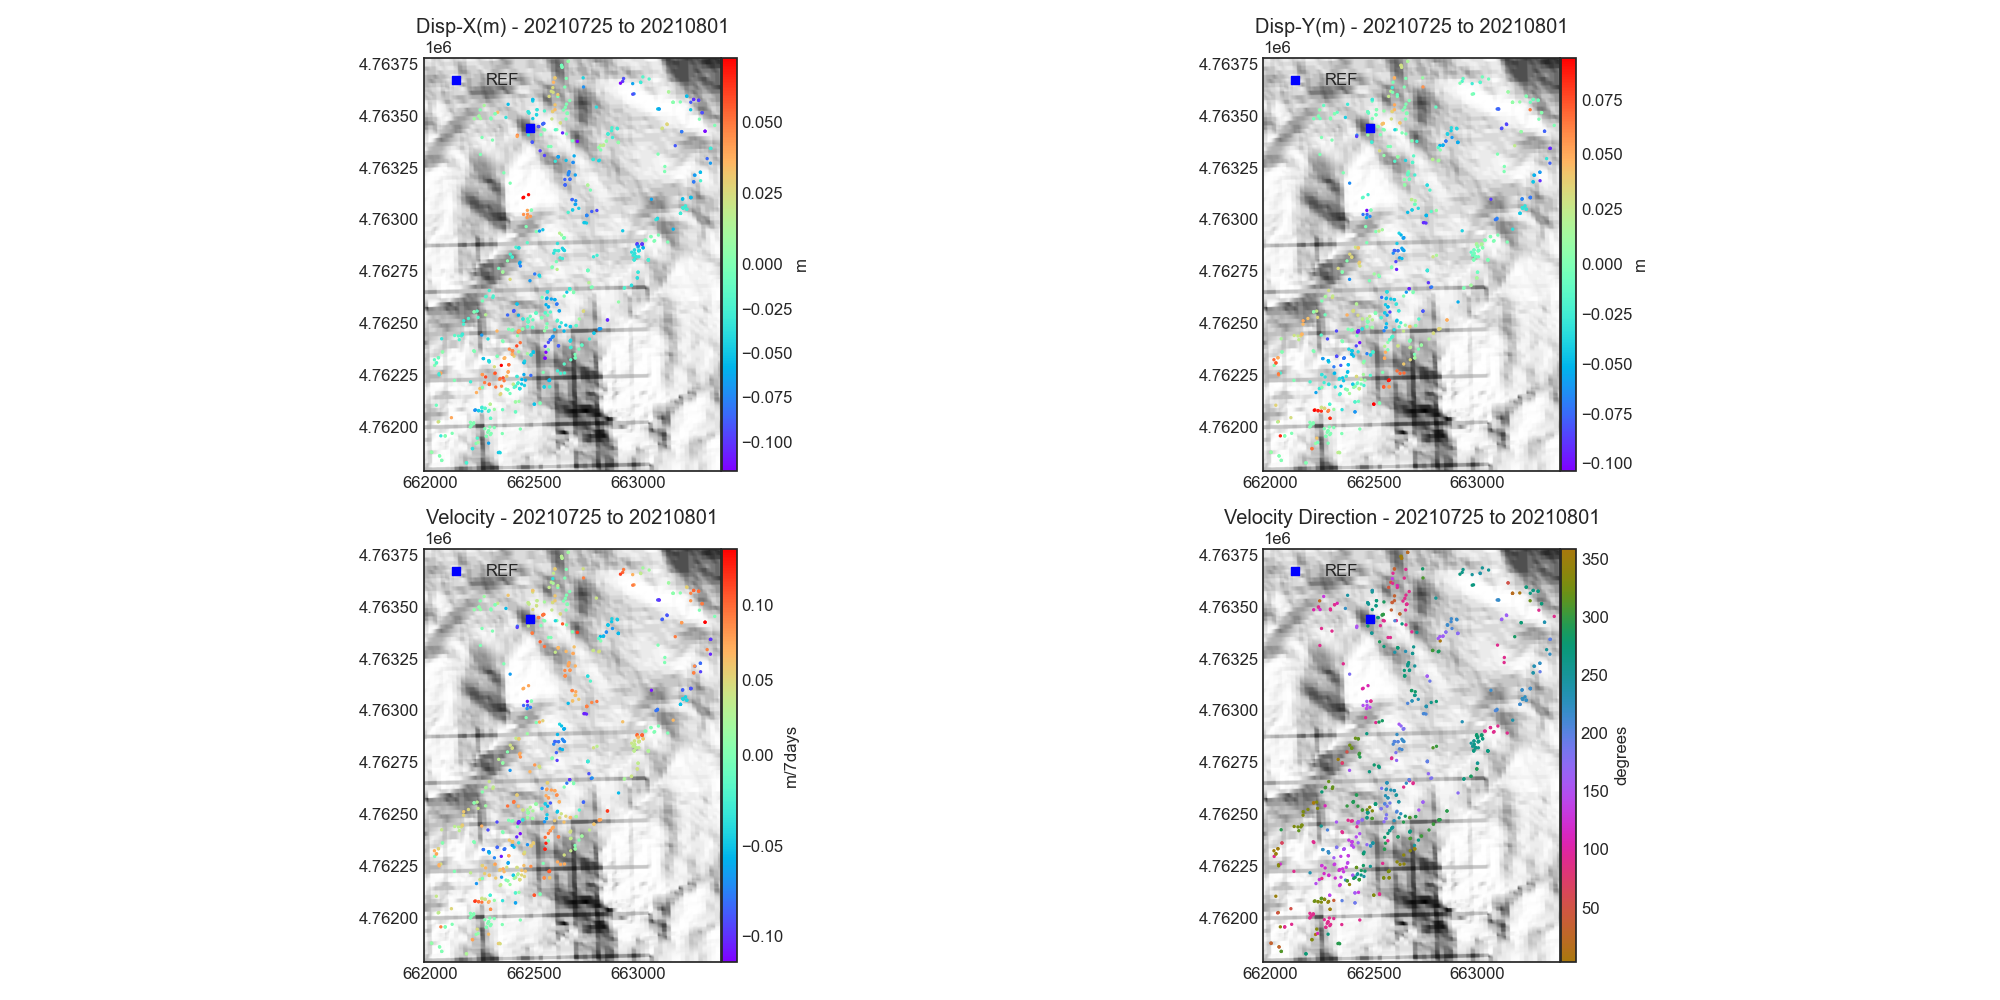 Disp-X(m) - 20210725 to 20210801
1e6
REF
4.76375
4.76350
4.76325
4.76300
4.76275
4.76250
4.76225
4.76200
662000 662500 663000
0.050
0.025
0.000
−0.025
−0.050
−0.075
−0.100
m
Disp-Y(m) - 20210725 to 20210801
1e6
REF
4.76375
4.76350
4.76325
4.76300
4.76275
4.76250
4.76225
4.76200
662000 662500 663000
0.075
0.050
0.025
0.000
−0.025
−0.050
−0.075
−0.100
m
Velocity - 20210725 to 20210801
1e6
REF
4.76375
4.76350
4.76325
4.76300
4.76275
4.76250
4.76225
4.76200
662000 662500 663000
0.10
0.05
0.00
−0.05
−0.10
m/7days
Velocity Direction - 20210725 to 20210801
1e6
REF
4.76375
4.76350
4.76325
4.76300
4.76275
4.76250
4.76225
4.76200
662000 662500 663000
350
300
250
200
150
100
50
degrees